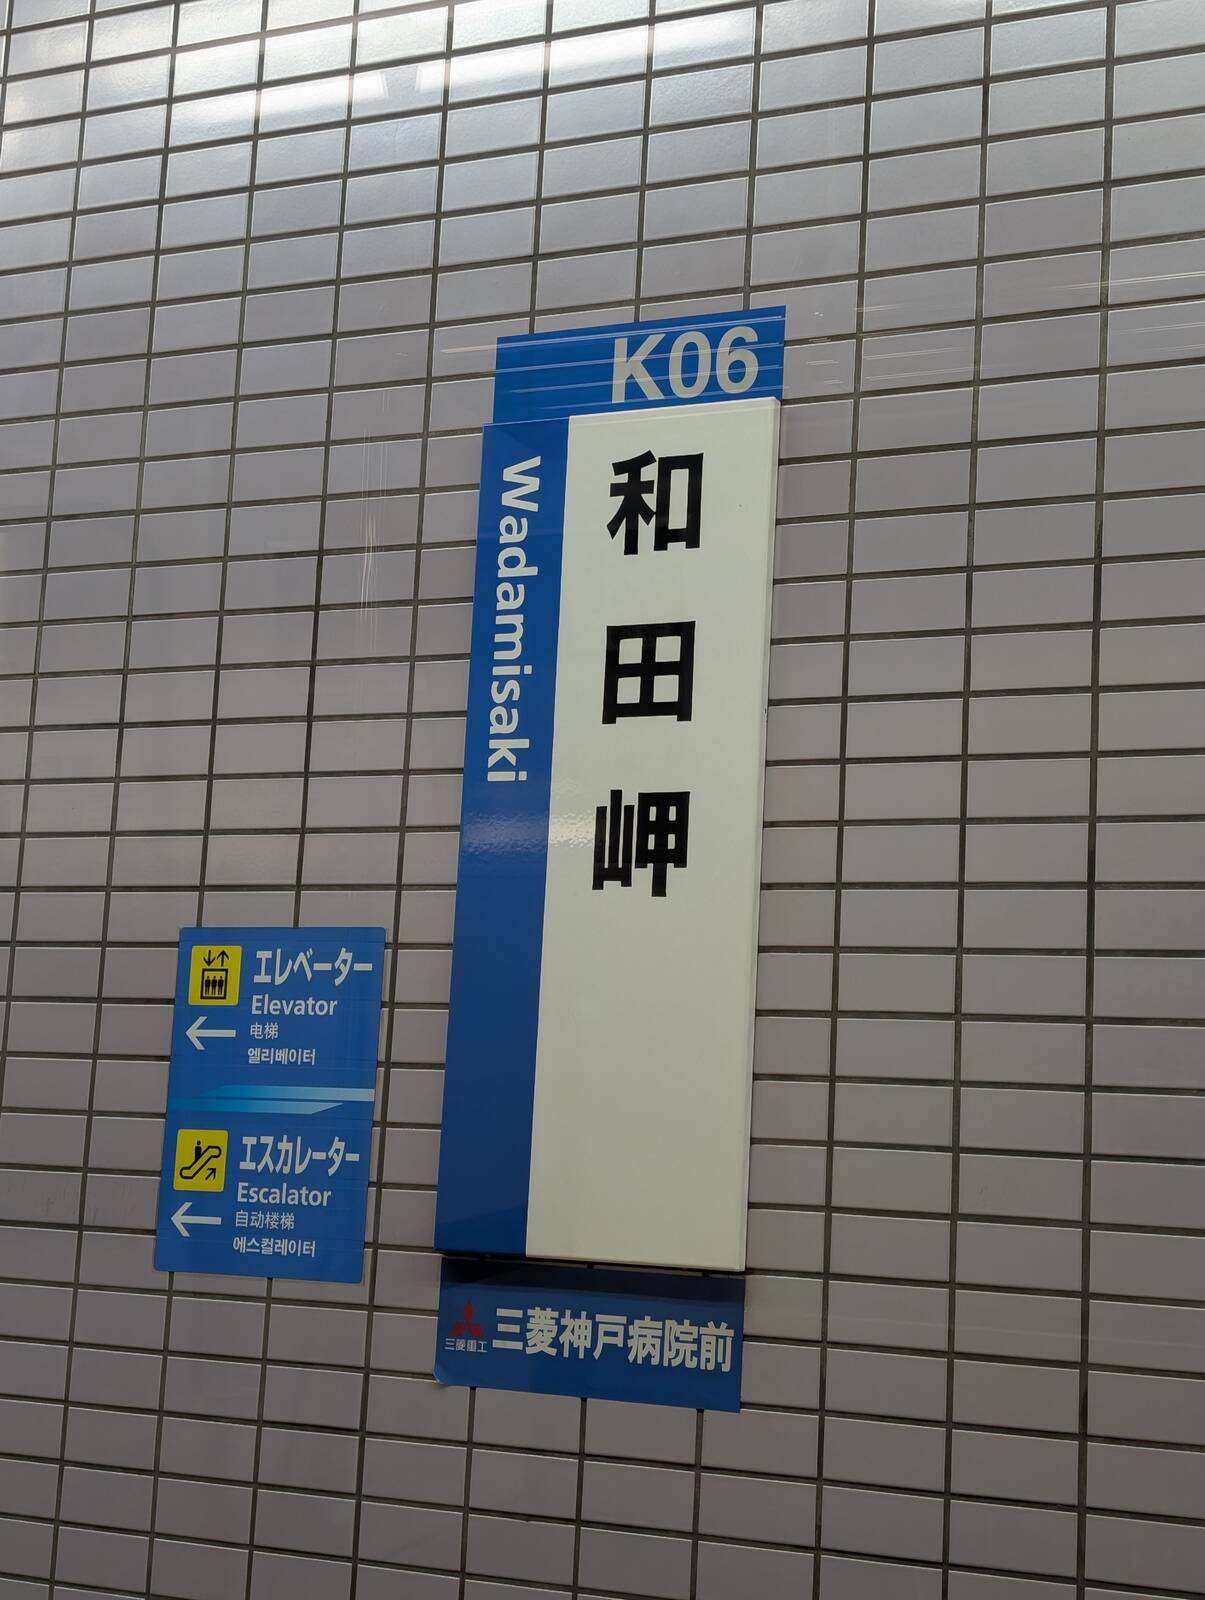 K06
和田岬
Wadamisaki
エレベーター
Elevator
电梯
엘리베이터
エスカレーター
Escalator
自动楼梯
에스컬레이터
三菱重工
三菱神戸病院前